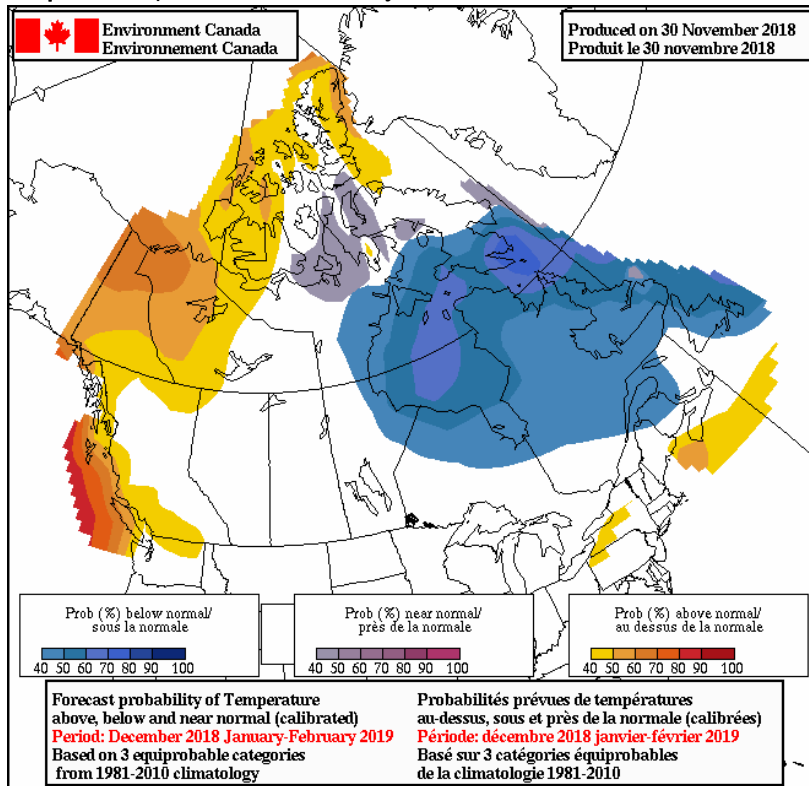 Environment Canada
Environnement Canada
Produced on 30 November 2018
Produit le 30 novembre 2018
Prob (%) below normal/
sous la normale
40 50 60 70 80 90 100
Prob (%) near normal/
près de la normale
40 50 60 70 80 90 100
Prob (%) above normal/
au dessus de la normale
40 50 60 70 80 90 100
Forecast probability of Temperature
above, below and near normal (calibrated)
Period: December 2018 January-February 2019
Based on 3 equiprobable categories
from 1981-2010 climatology
Probabilités prévues de températures
au-dessus, sous et près de la normale (calibrées)
Période: décembre 2018 janvier-février 2019
Basé sur 3 catégories équiprobables
de la climatologie 1981-2010